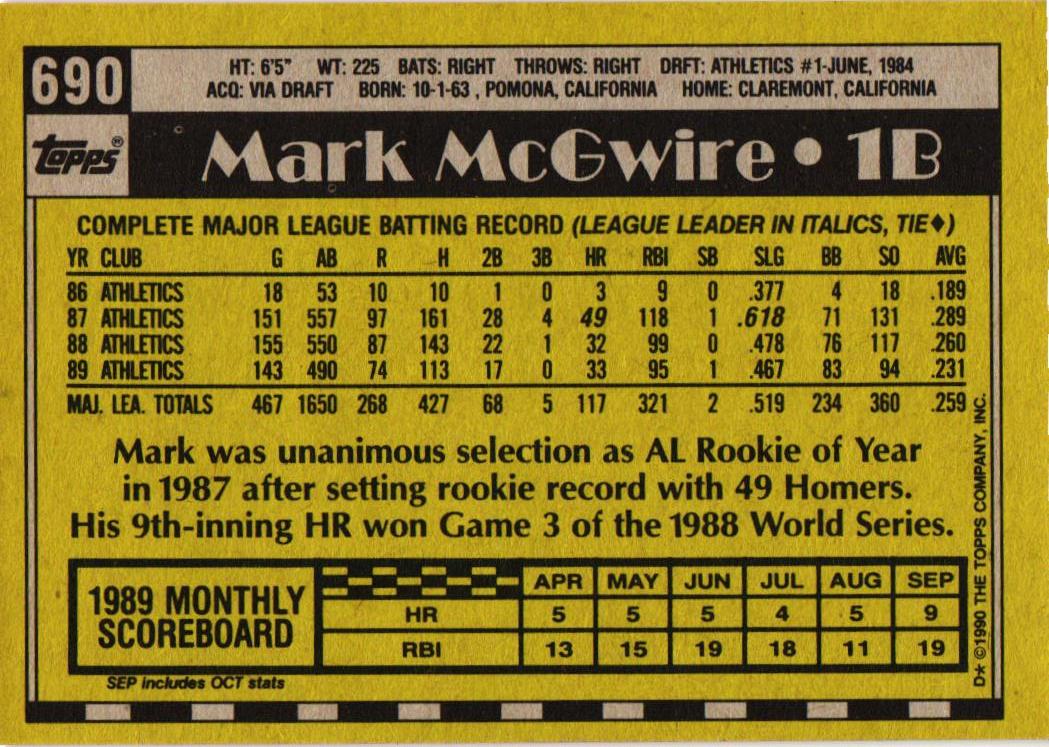 690
HT: 6'5" WT: 225 BATS: RIGHT THROWS: RIGHT DRFT: ATHLETICS #1-JUNE, 1984
ACQ: VIA DRAFT BORN: 10-1-63 , POMONA, CALIFORNIA HOME: CLAREMONT, CALIFORNIA
topps®
Mark McGwire • 1B
COMPLETE MAJOR LEAGUE BATTING RECORD (LEAGUE LEADER IN ITALICS, TIE♦)
YR CLUB G AB R H 2B 3B HR RBI SB SLG BB SO AVG
86 ATHLETICS 18 53 10 10 1 0 3 9 0 .377 4 18 .189
87 ATHLETICS 151 557 97 161 28 4 49 118 1 .618 71 131 .289
88 ATHLETICS 155 550 87 143 22 1 32 99 0 .478 76 117 .260
89 ATHLETICS 143 490 74 113 17 0 33 95 1 .467 83 94 .231
MAJ. LEA. TOTALS 467 1650 268 427 68 5 117 321 2 .519 234 360 .259
Mark was unanimous selection as AL Rookie of Year
in 1987 after setting rookie record with 49 Homers.
His 9th-inning HR won Game 3 of the 1988 World Series.
1989 MONTHLY
SCOREBOARD
APR MAY JUN JUL AUG SEP
HR 5 5 5 4 5 9
RBI 13 15 19 18 11 19
SEP includes OCT stats
D* ©1990 THE TOPPS COMPANY, INC.